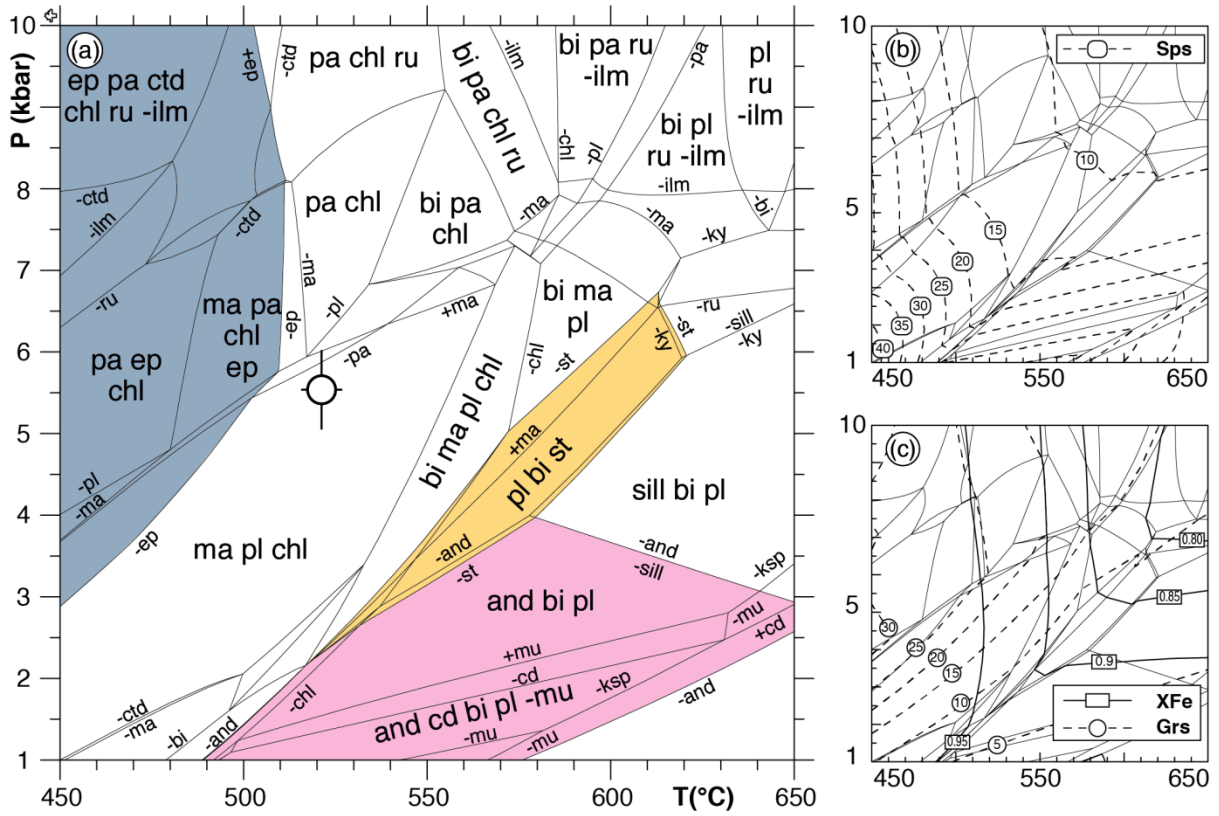 10
(a)
P (kbar)
9
8
7
6
5
4
3
2
1
450
500
550
600
T(°C)
650
ep pa ctd
chl ru -ilm
+ep
-ctd
pa chl ru
bi pa chl ru
-ilm
bi pa ru
-ilm
-pa
pl
ru
-ilm
-chl
-pl
bi pl
ru -ilm
-ilm
-bi
-ctd
-ilm
-ctd
pa chl
bi pa
chl
-ma
-ma
-ky
-ru
-ma
-ep
-pl
+ma
ma pa
chl
ep
pa ep
chl
-pa
bi ma
pl
-ru
-st
-ky
-sill
-ky
-chl
-st
bi ma pl chl
+ma
pl bi st
sill bi pl
-pl
-ma
-ep
ma pl chl
-and
-st
-and
-sill
-ksp
and bi pl
-mu
+cd
+mu
-cd
-ctd
-ma
-bi
-and
-chl
and cd bi pl -mu
-ksp
-and
-mu
-mu
10
(b)
Sps
10
5
15
20
25
30
35
40
1
450
550
650
10
(c)
0.80
5
0.85
30
25
20
15
0.9
10
XFe
Grs
0.95
5
1
450
550
650